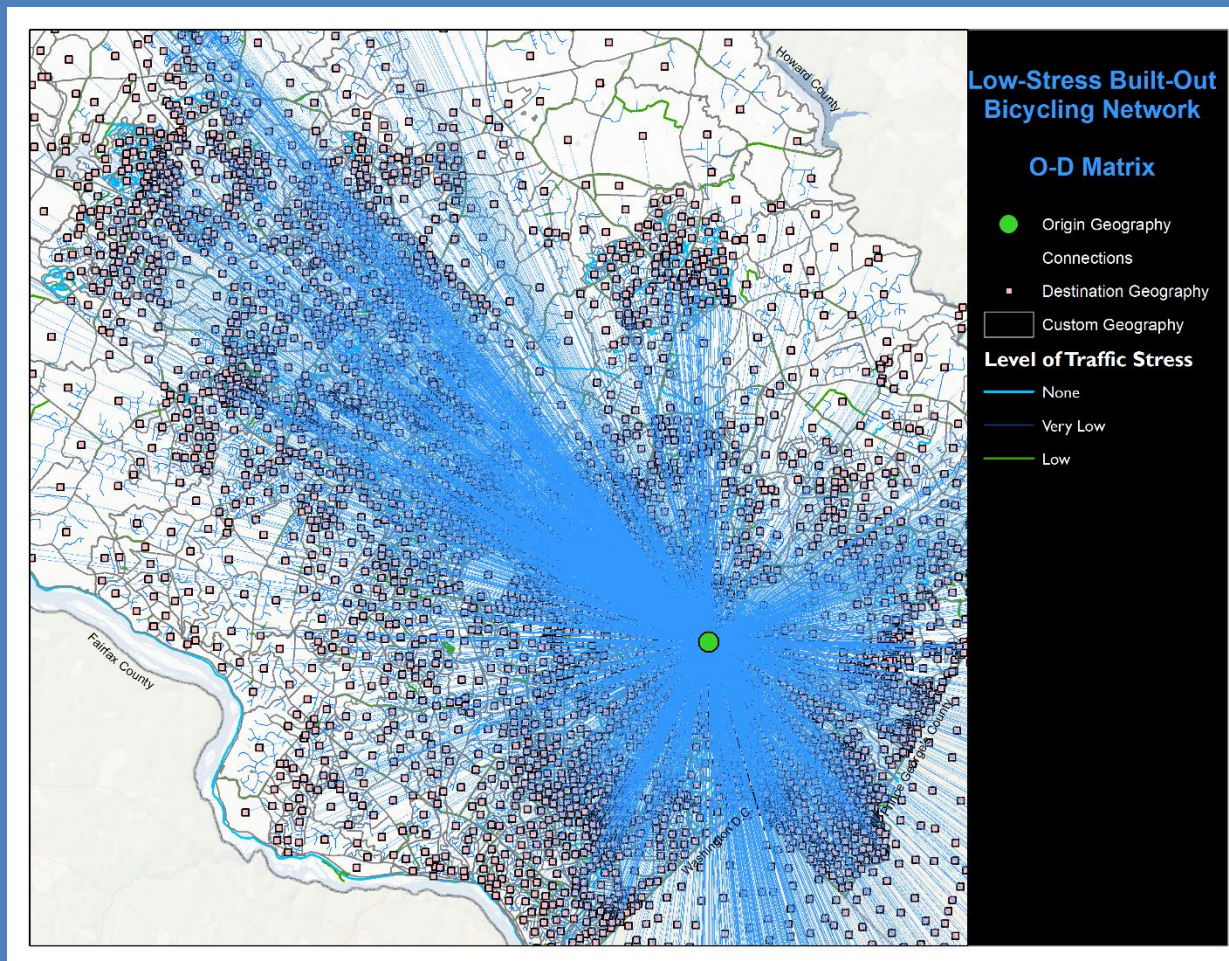 Howard County
Fairfax County
Washington D.C.
Prince George's County
Low-Stress Built-Out
Bicycling Network
O-D Matrix
Origin Geography
Connections
Destination Geography
Custom Geography
Level of Traffic Stress
None
Very Low
Low